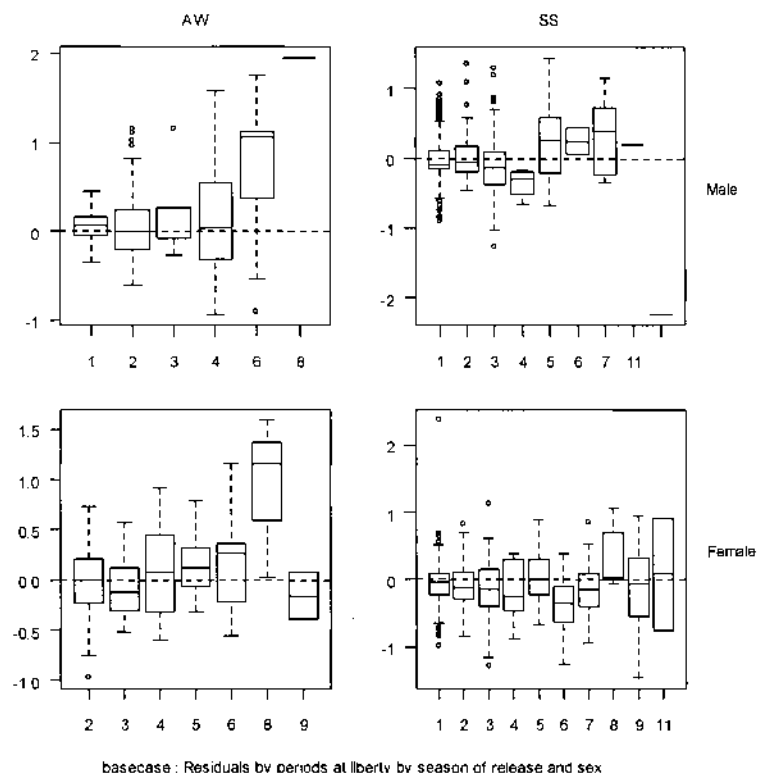 AW
SS
2
1
0
-1
1 2 3 4 6 8
1
0
-1
-2
1 2 3 4 5 6 7 11
Male
1.5
1.0
0.5
0.0
-0.5
-1.0
2 3 4 5 6 8 9
2
1
0
-1
1 2 3 4 5 6 7 8 9 11
Female
basecase : Residuals by periods at liberty by season of release and sex